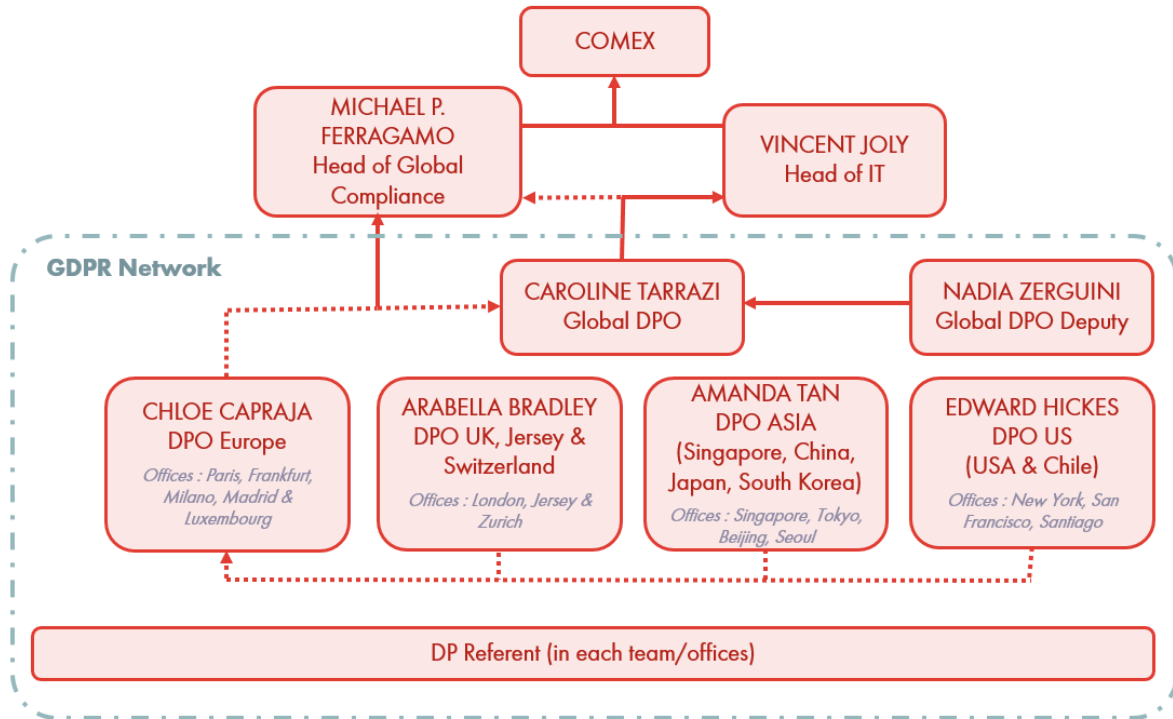 COMEX
MICHAEL P.
FERRAGAMO
Head of Global
Compliance
VINCENT JOLY
Head of IT
GDPR Network
CAROLINE TARRAZI
Global DPO
NADIA ZERGUINI
Global DPO Deputy
CHLOE CAPRAJA
DPO Europe
Offices : Paris, Frankfurt,
Milano, Madrid &
Luxembourg
ARABELLA BRADLEY
DPO UK, Jersey &
Switzerland
Offices : London, Jersey &
Zurich
AMANDA TAN
DPO ASIA
(Singapore, China,
Japan, South Korea)
Offices : Singapore, Tokyo,
Beijing, Seoul
EDWARD HICKES
DPO US
(USA & Chile)
Offices : New York, San
Francisco, Santiago
DP Referent (in each team/offices)